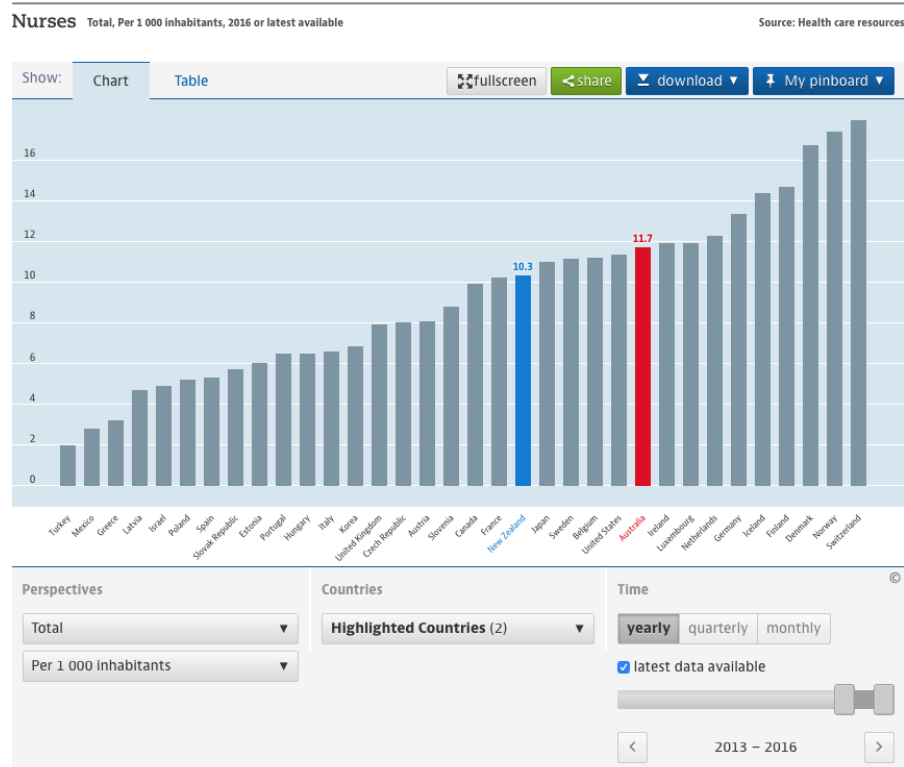 Nurses Total, Per 1 000 inhabitants, 2016 or latest available Source: Health care resources
Show: Chart Table fullscreen share download ▼ My pinboard ▼
16
14
12
10
8
6
4
2
0
10.3
11.7
Turkey
Mexico
Greece
Latvia
Israel
Poland
Spain
Slovak Republic
Estonia
Portugal
Hungary
Italy
Korea
United Kingdom
Czech Republic
Austria
Slovenia
Canada
France
New Zealand
Japan
Sweden
Belgium
United States
Australia
Ireland
Luxembourg
Netherlands
Germany
Iceland
Finland
Denmark
Norway
Switzerland
©
Perspectives Countries Time
Total ▼ Highlighted Countries (2) ▼ yearly quarterly monthly
Per 1 000 inhabitants ▼ latest data available
< 2013 – 2016 >